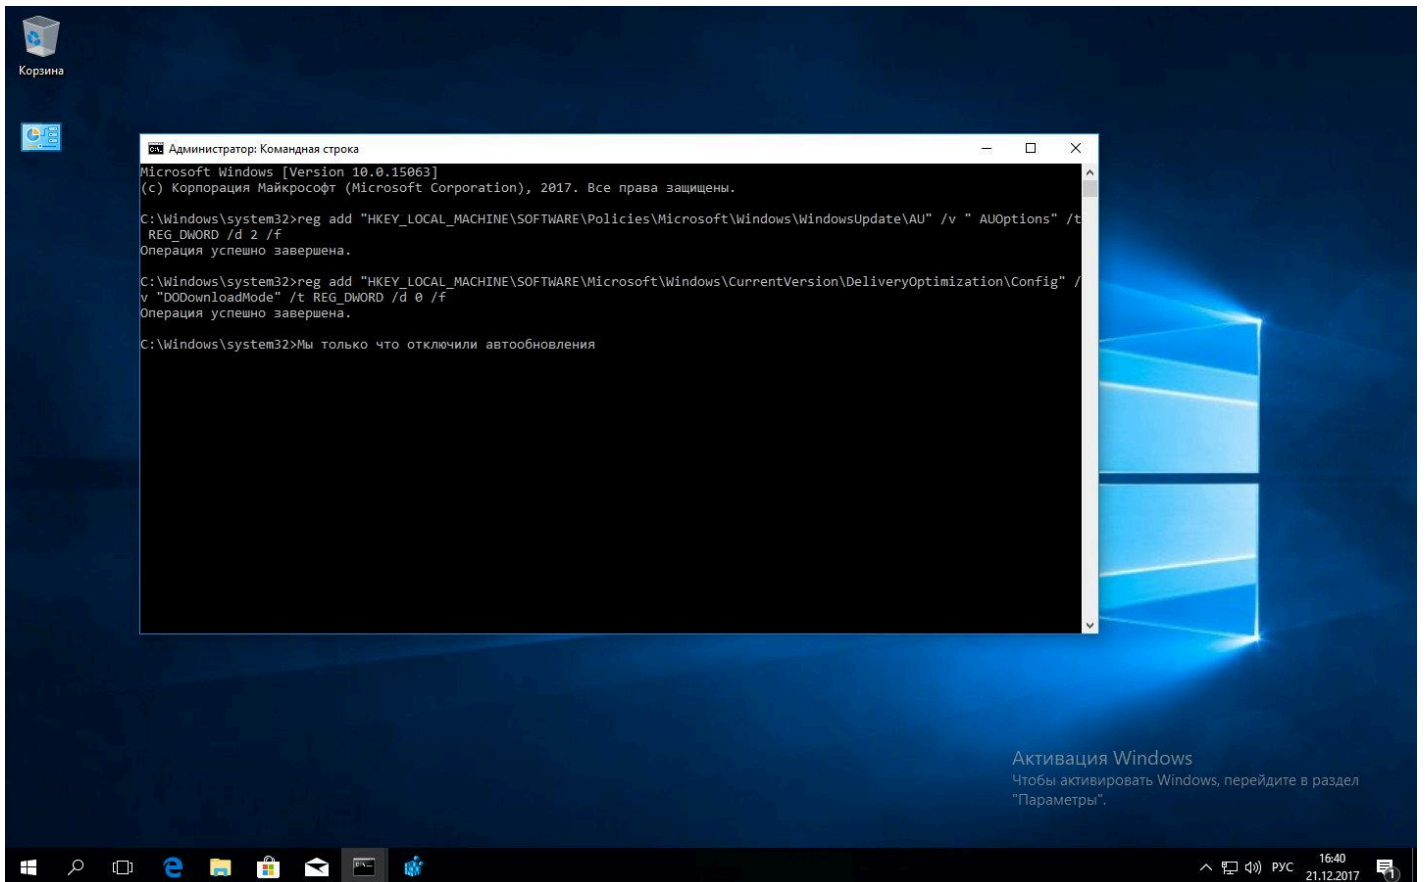 Корзина
Администратор: Командная строка
Microsoft Windows [Version 10.0.15063]
(c) Корпорация Майкрософт (Microsoft Corporation), 2017. Все права защищены.
C:\Windows\system32>reg add "HKEY_LOCAL_MACHINE\SOFTWARE\Policies\Microsoft\Windows\WindowsUpdate\AU" /v " AUOptions" /t
REG_DWORD /d 2 /f
Операция успешно завершена.
C:\Windows\system32>reg add "HKEY_LOCAL_MACHINE\SOFTWARE\Microsoft\Windows\CurrentVersion\DeliveryOptimization\Config" /
v "DODownloadMode" /t REG_DWORD /d 0 /f
Операция успешно завершена.
C:\Windows\system32>Мы только что отключили автообновления
Активация Windows
Чтобы активировать Windows, перейдите в раздел
"Параметры".
РУС
16:40
21.12.2017
1